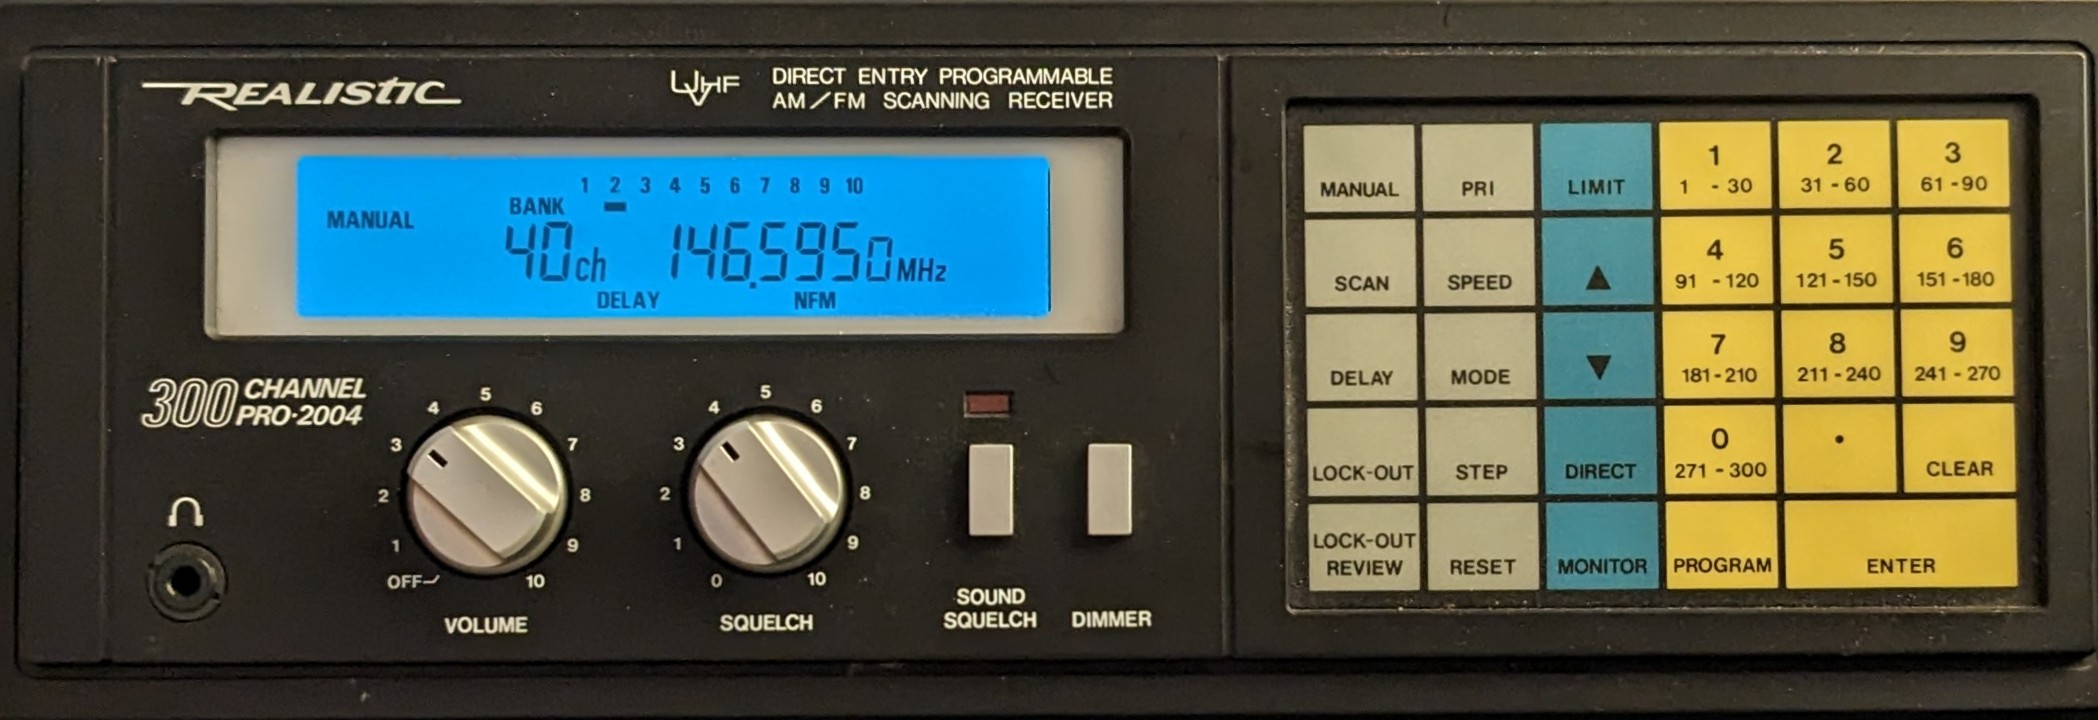 REALISTIC
UVHF
DIRECT ENTRY PROGRAMMABLE
AM/FM SCANNING RECEIVER
1 2 3 4 5 6 7 8 9 10
BANK
MANUAL
40ch 146.5950 MHz
DELAY NFM
300 CHANNEL
PRO-2004
OFF 1 2 3 4 5 6 7 8 9 10
VOLUME
0 1 2 3 4 5 6 7 8 9 10
SQUELCH
SOUND
SQUELCH
DIMMER
MANUAL
PRI
LIMIT
1
1 - 30
2
31 - 60
3
61 - 90
SCAN
SPEED
▲
4
91 - 120
5
121 - 150
6
151 - 180
DELAY
MODE
▼
7
181 - 210
8
211 - 240
9
241 - 270
LOCK-OUT
STEP
DIRECT
0
271 - 300
•
CLEAR
LOCK-OUT
REVIEW
RESET
MONITOR
PROGRAM
ENTER